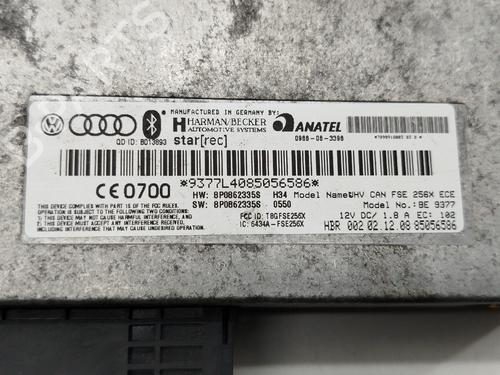 MANUFACTURED IN GERMANY BY:
HARMAN/BECKER
AUTOMOTIVE SYSTEMS
ANATEL
QD ID: B013893
star[rec]
0966-06-3396
CE0700
*9377L4085056586*
HW: 8P0862335S H34
SW: 8P0862335S 0550
Model Name:WHV CAN FSE 256X ECE
Model No.:BE 9377
THIS DEVICE COMPLIES WITH PART 15 OF THE FCC RULES.
OPERATION IS SUBJECT TO THE FOLLOWING TWO CONDITIONS:
(1) THIS DEVICE MAY NOT CAUSE HARMFUL INTERFERENCE, AND
(2) THIS DEVICE MUST ACCEPT ANY INTERFERENCE RECEIVED,
INCLUDING INTERFERENCE THAT MAY CAUSE
UNDESIRED OPERATION.
FCC ID: T8GFSE256X
IC: 6434A-FSE256X
12V DC/ 1.8 A EC: 102
HBR 002 02.12.08 85056586